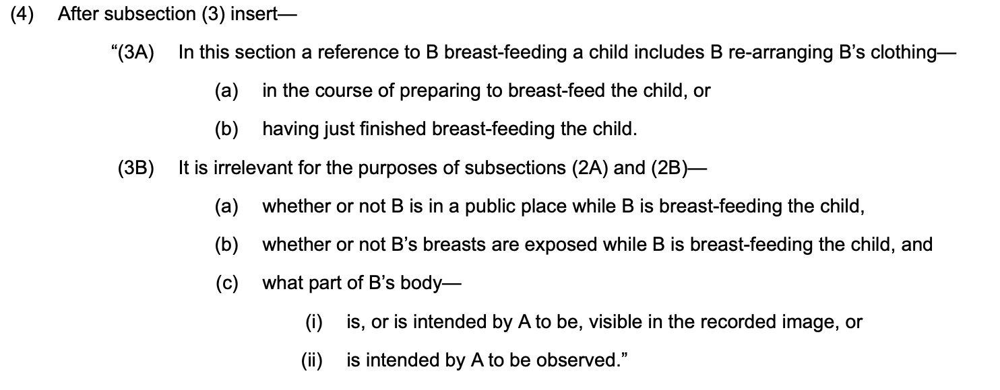 (4) After subsection (3) insert—
“(3A) In this section a reference to B breast-feeding a child includes B re-arranging B’s clothing—
(a) in the course of preparing to breast-feed the child, or
(b) having just finished breast-feeding the child.
(3B) It is irrelevant for the purposes of subsections (2A) and (2B)—
(a) whether or not B is in a public place while B is breast-feeding the child,
(b) whether or not B’s breasts are exposed while B is breast-feeding the child, and
(c) what part of B’s body—
(i) is, or is intended by A to be, visible in the recorded image, or
(ii) is intended by A to be observed.”